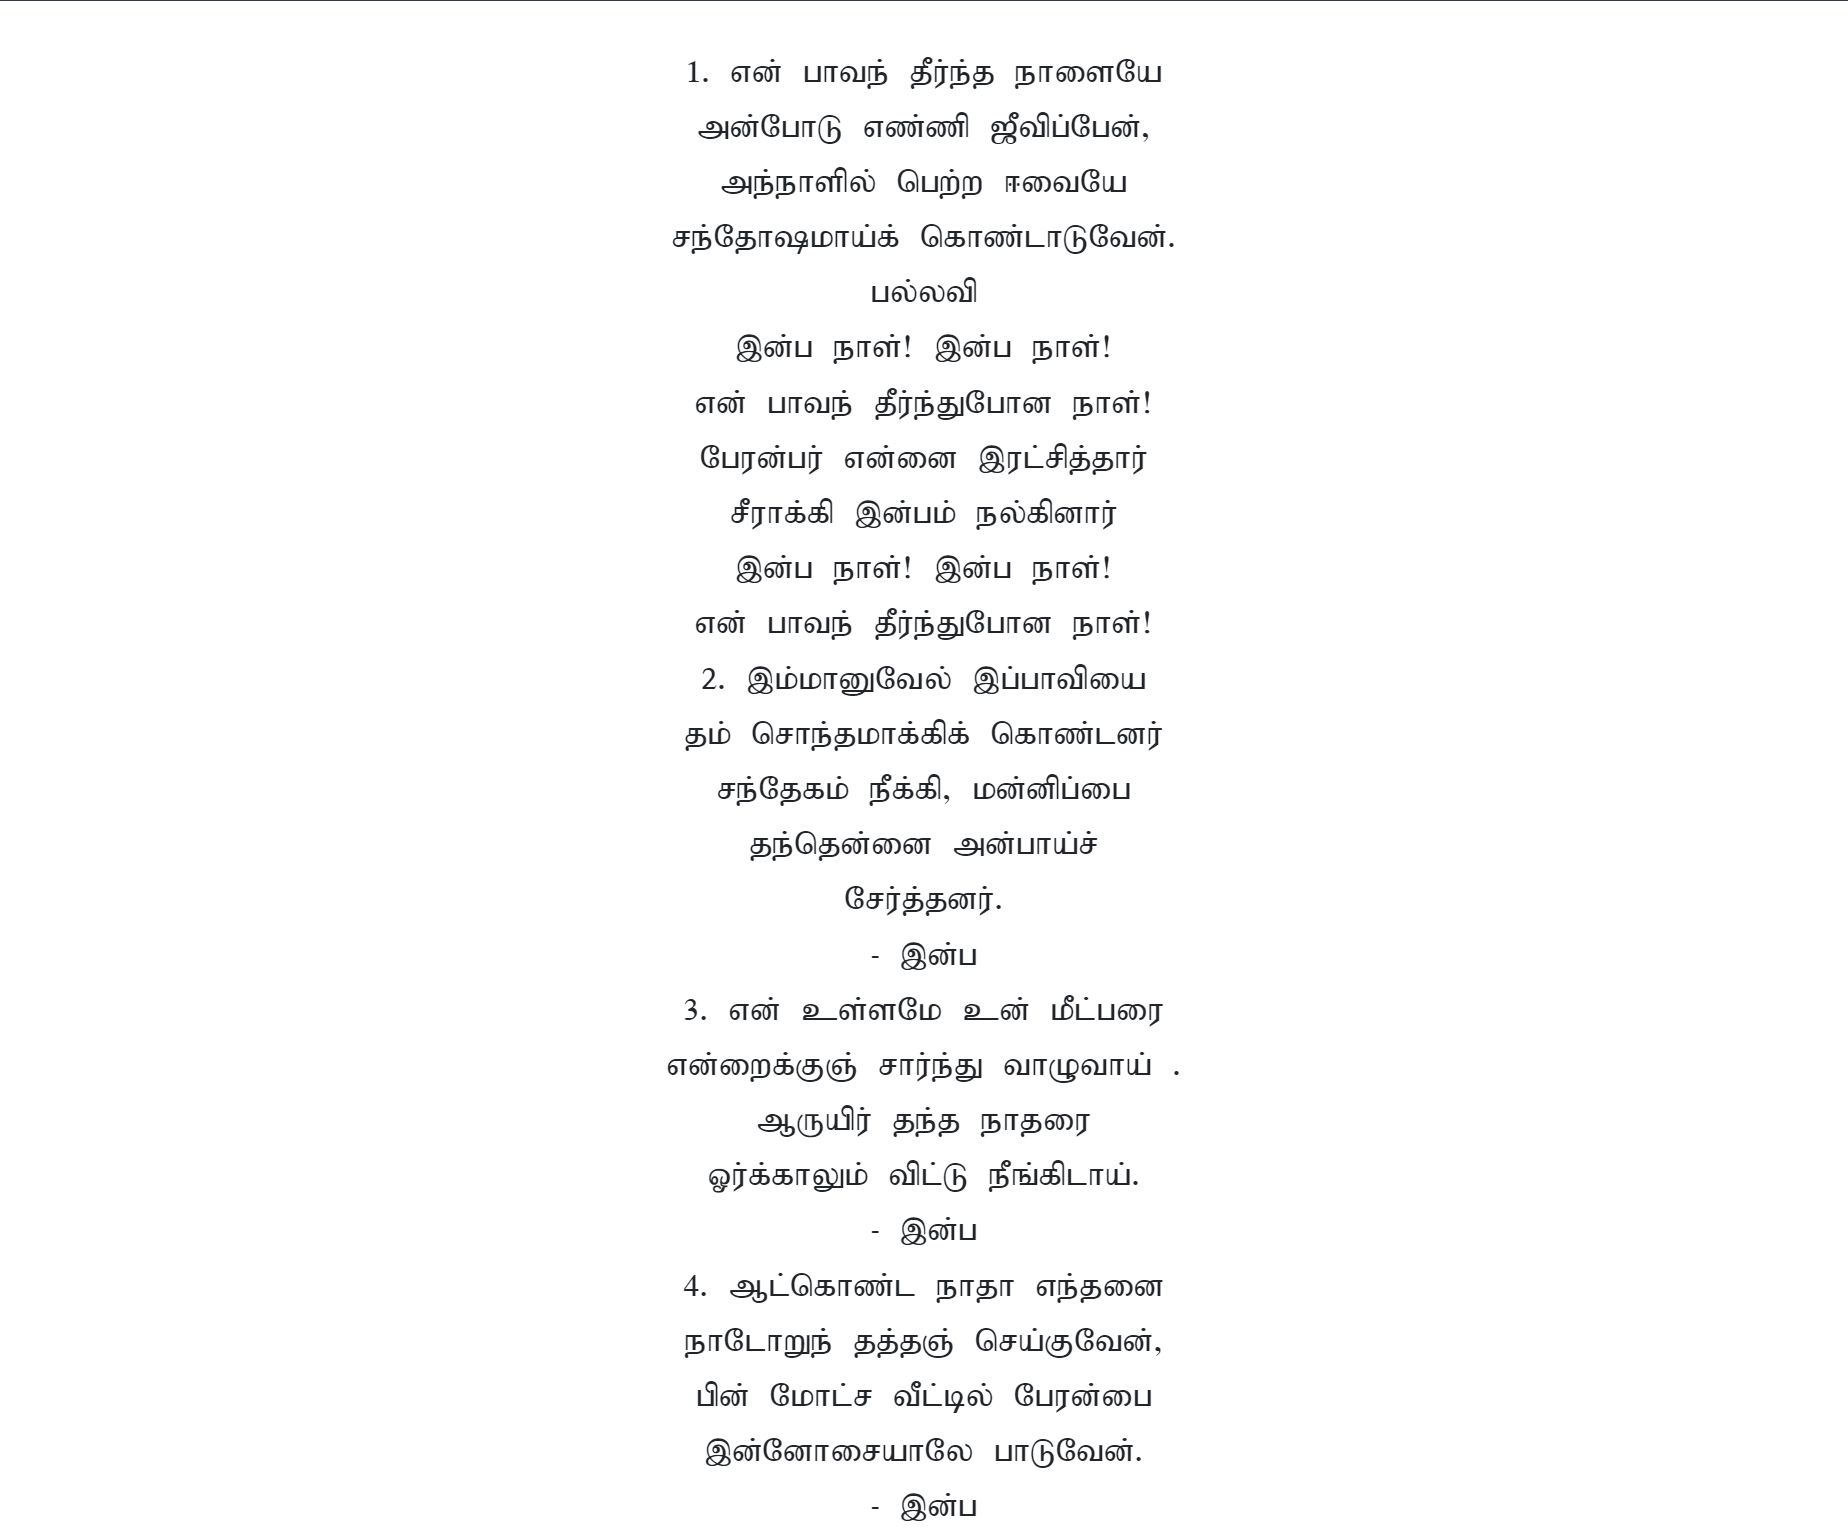 1. என் பாவந் தீர்ந்த நாளையே
அன்போடு எண்ணி ஜீவிப்பேன்,
அந்நாளில் பெற்ற ஈவையே
சந்தோஷமாய்க் கொண்டாடுவேன்.
பல்லவி
இன்ப நாள்! இன்ப நாள்!
என் பாவந் தீர்ந்துபோன நாள்!
பேரன்பர் என்னை இரட்சித்தார்
சீராக்கி இன்பம் நல்கினார்
இன்ப நாள்! இன்ப நாள்!
என் பாவந் தீர்ந்துபோன நாள்!
2. இம்மானுவேல் இப்பாவியை
தம் சொந்தமாக்கிக் கொண்டனர்
சந்தேகம் நீக்கி, மன்னிப்பை
தந்தென்னை அன்பாய்ச்
சேர்த்தனர்.
- இன்ப
3. என் உள்ளமே உன் மீட்பரை
என்றைக்குஞ் சார்ந்து வாழுவாய் .
ஆருயிர் தந்த நாதரை
ஓர்க்காலும் விட்டு நீங்கிடாய்.
- இன்ப
4. ஆட்கொண்ட நாதா எந்தனை
நாடோறுந் தத்தஞ் செய்குவேன்,
பின் மோட்ச வீட்டில் பேரன்பை
இன்னோசையாலே பாடுவேன்.
- இன்ப